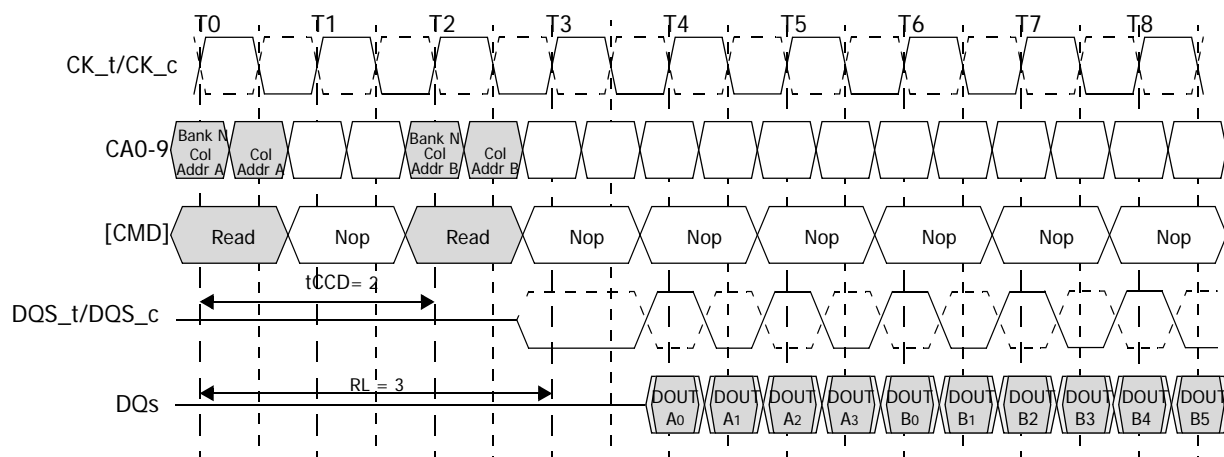 T0 T1 T2 T3 T4 T5 T6 T7 T8
CK_t/CK_c
CA0-9
Bank N
Col
Addr A
Col
Addr A
Bank N
Col
Addr B
Col
Addr B
[CMD]
Read Nop Read Nop Nop Nop Nop Nop Nop
tCCD= 2
DQS_t/DQS_c
RL = 3
DQs
DOUT DOUT DOUT DOUT DOUT DOUT DOUT DOUT DOUT DOUT
A0 A1 A2 A3 B0 B1 B2 B3 B4 B5